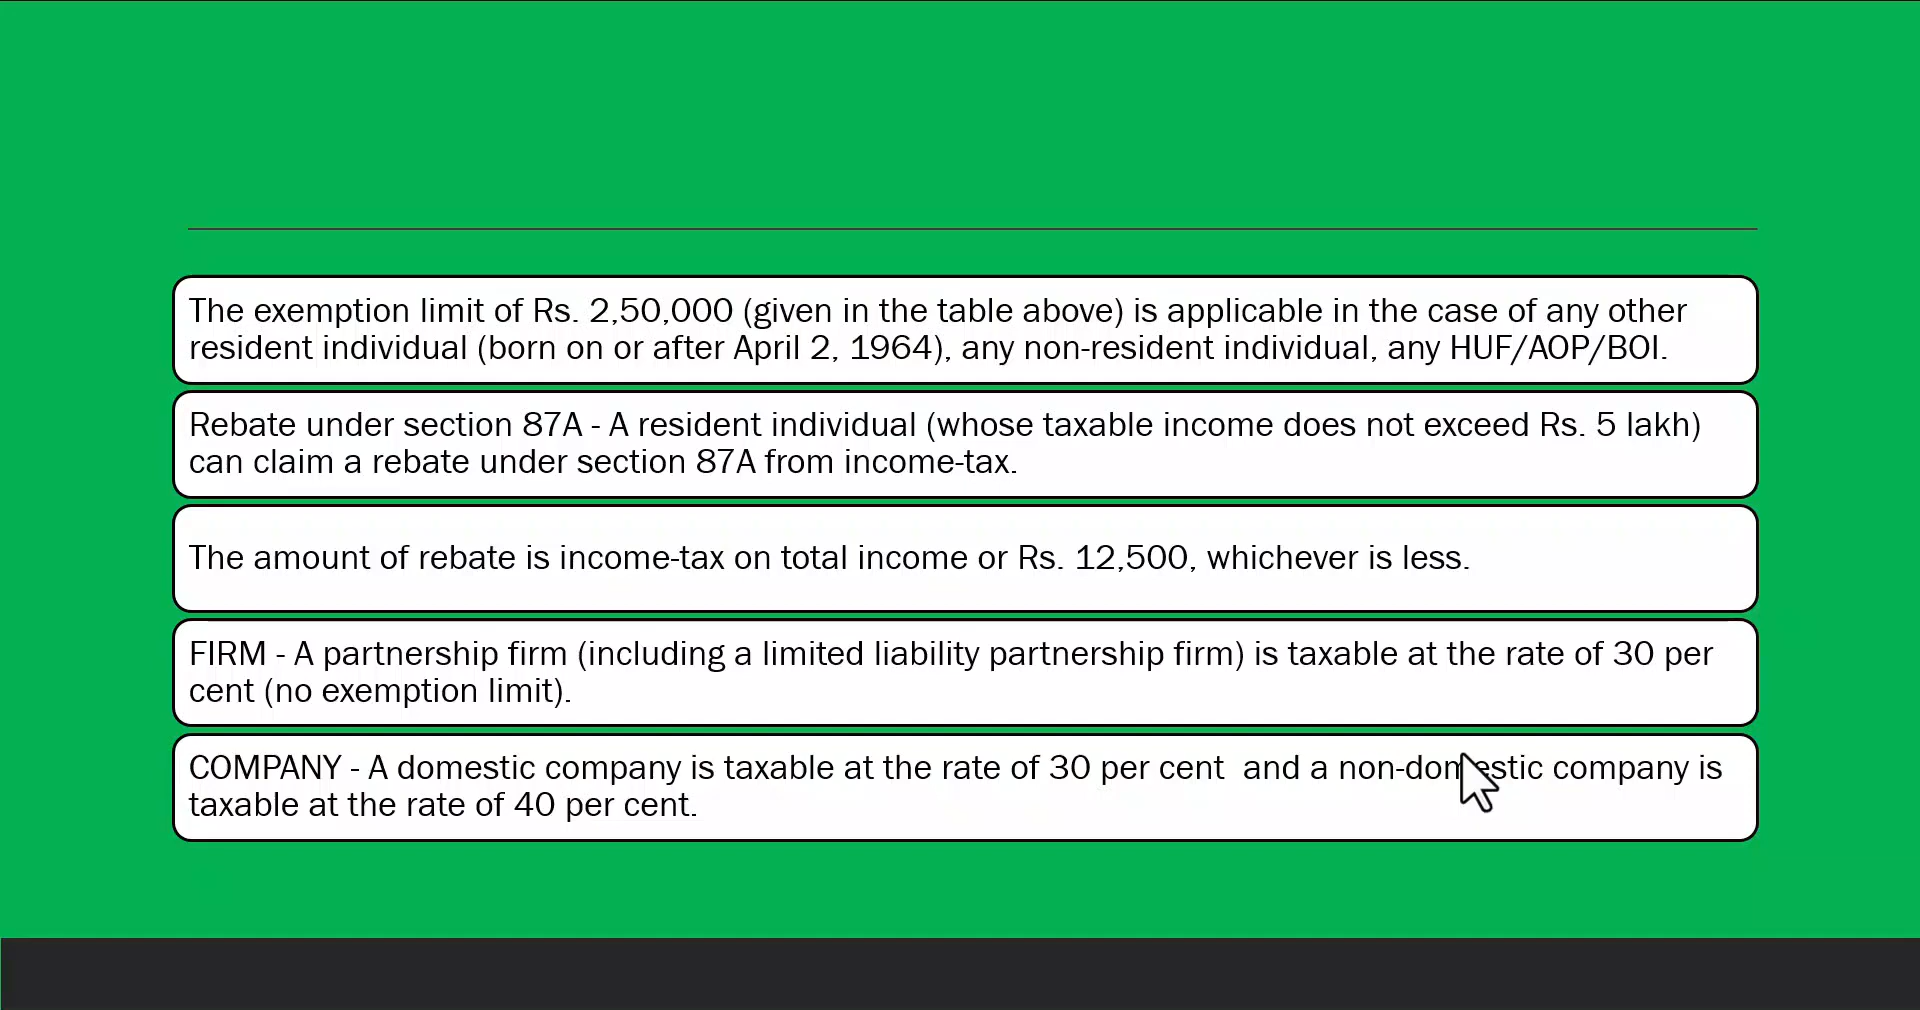 The exemption limit of Rs. 2,50,000 (given in the table above) is applicable in the case of any other
resident individual (born on or after April 2, 1964), any non-resident individual, any HUF/AOP/BOI.
Rebate under section 87A - A resident individual (whose taxable income does not exceed Rs. 5 lakh)
can claim a rebate under section 87A from income-tax.
The amount of rebate is income-tax on total income or Rs. 12,500, whichever is less.
FIRM - A partnership firm (including a limited liability partnership firm) is taxable at the rate of 30 per
cent (no exemption limit).
COMPANY - A domestic company is taxable at the rate of 30 per cent  and a non-domestic company is
taxable at the rate of 40 per cent.